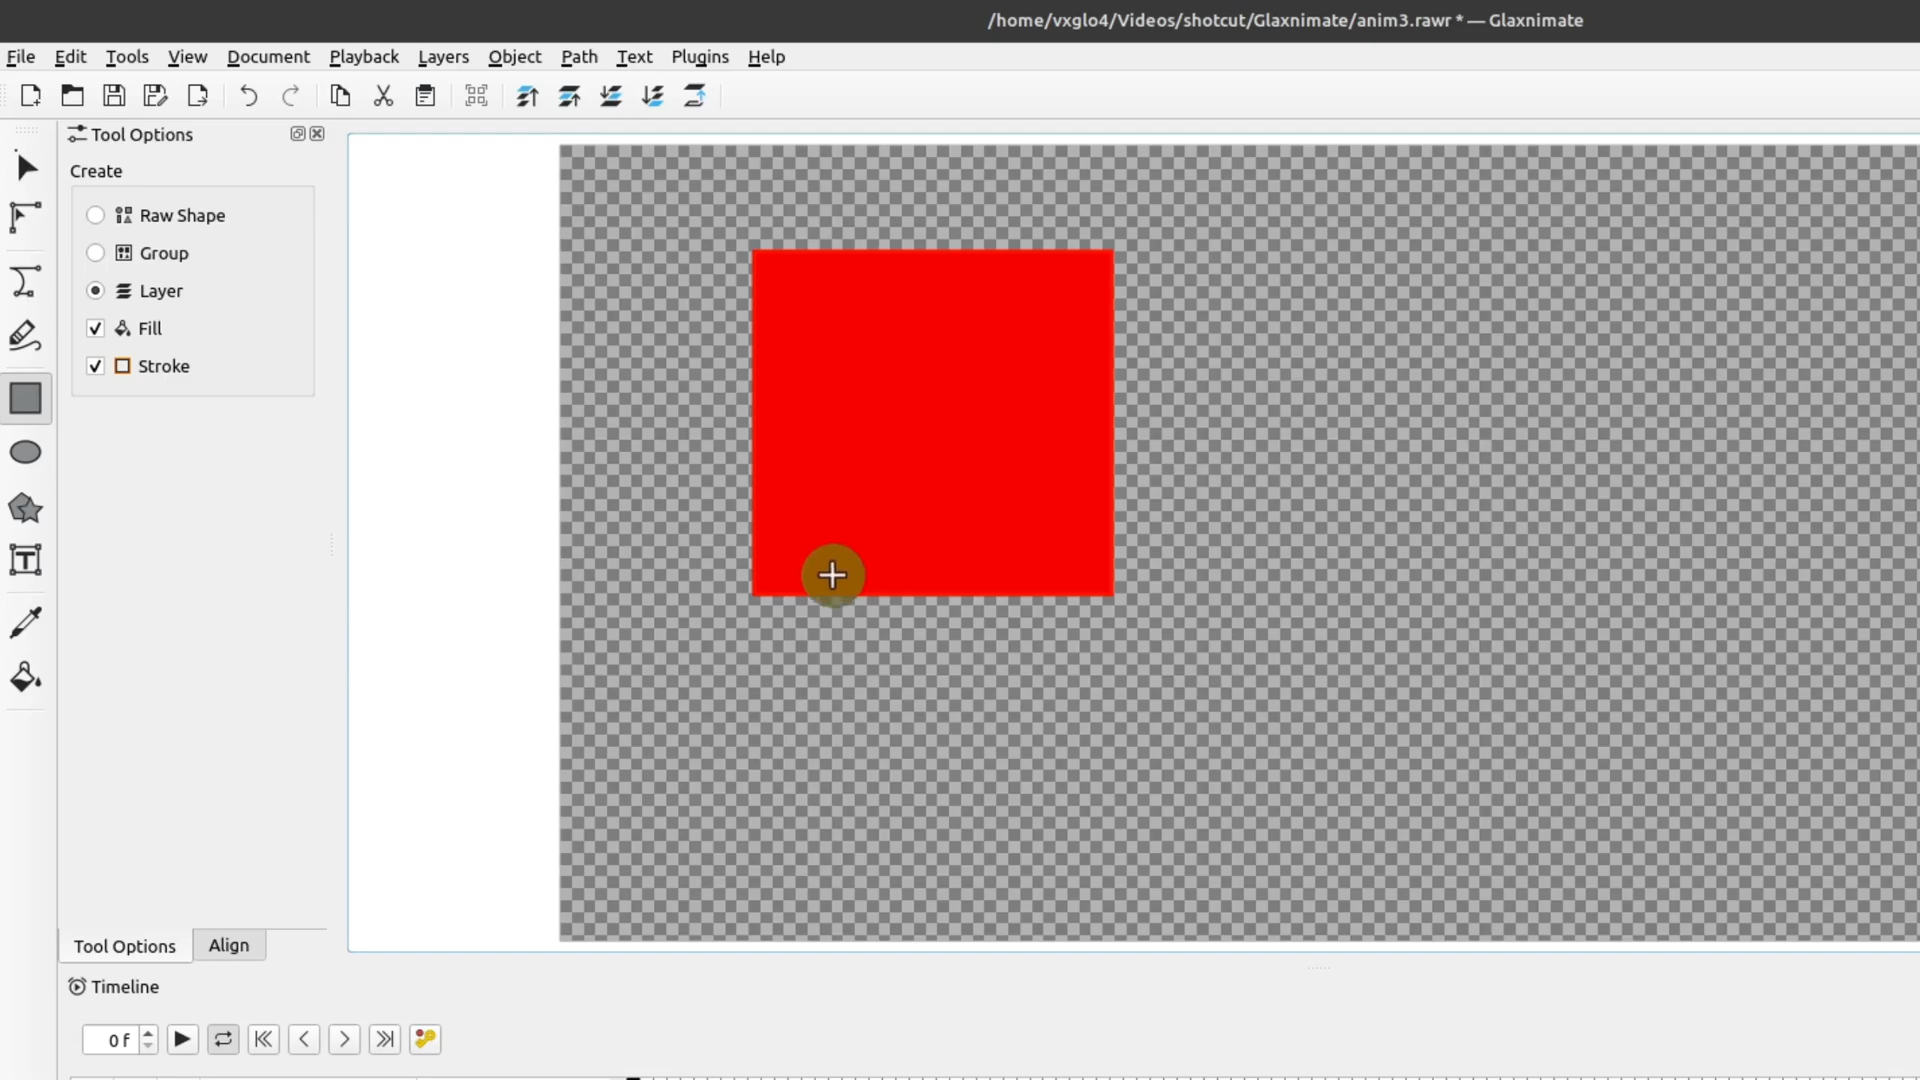 /home/vxglo4/Videos/shotcut/Glaxnimate/anim3.rawr * — Glaxnimate
File Edit Tools View Document Playback Layers Object Path Text Plugins Help
Tool Options
Create
Raw Shape
Group
Layer
Fill
Stroke
Tool Options Align
Timeline
0 f